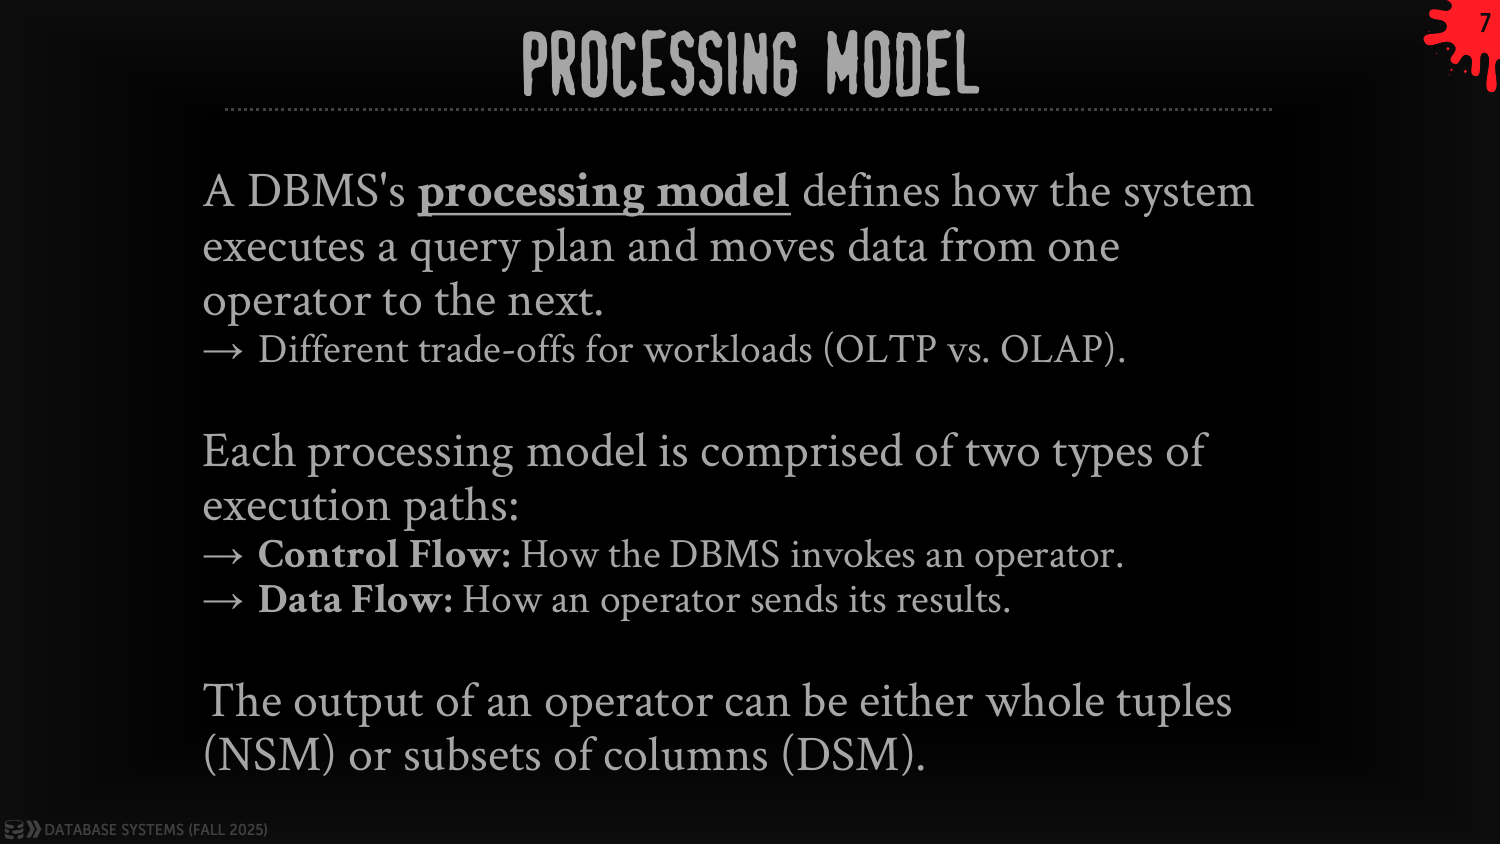 7
PROCESSING MODEL
A DBMS's processing model defines how the system
executes a query plan and moves data from one
operator to the next.
→ Different trade-offs for workloads (OLTP vs. OLAP).
Each processing model is comprised of two types of
execution paths:
→ Control Flow: How the DBMS invokes an operator.
→ Data Flow: How an operator sends its results.
The output of an operator can be either whole tuples
(NSM) or subsets of columns (DSM).
DATABASE SYSTEMS (FALL 2025)